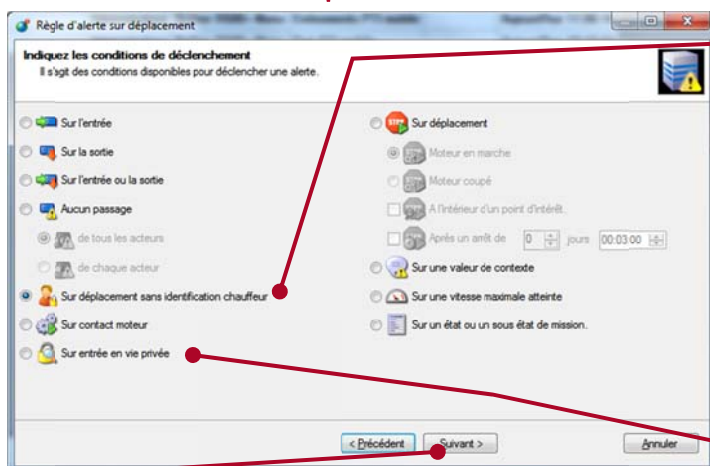 Règle d'alerte sur déplacement
Indiquez les conditions de déclenchement
Il s'agit des conditions disponibles pour déclencher une alerte.
Sur l'entrée
Sur la sortie
Sur l'entrée ou la sortie
Aucun passage
de tous les acteurs
de chaque acteur
Sur déplacement sans identification chauffeur
Sur contact moteur
Sur entrée en vie privée
STOP
Sur déplacement
Moteur en marche
Moteur coupé
A l'intérieur d'un point d'intérêt.
Après un arrêt de 0 jours 00:03:00
Sur une valeur de contexte
Sur une vitesse maximale atteinte
Sur un état ou un sous état de mission.
< Précédent Suivant > Annuler